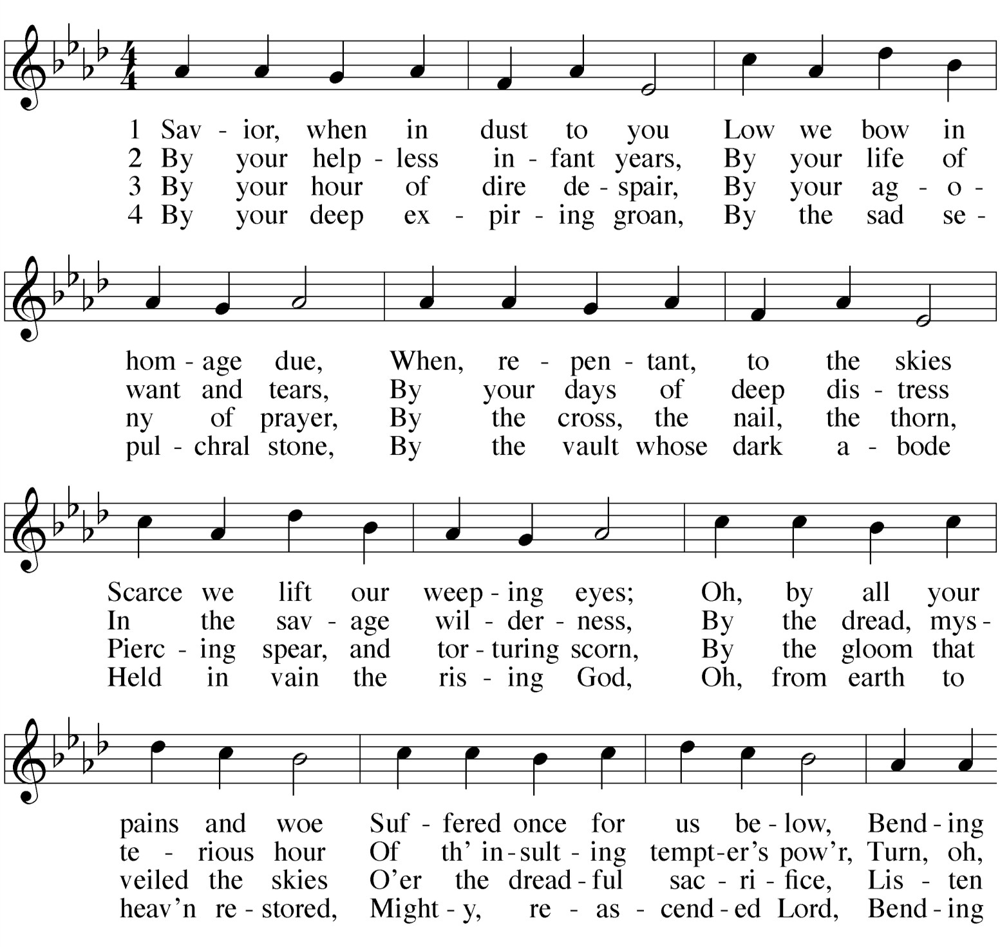 4
4
1 Sav - ior, when in dust to you Low we bow in
2 By your help - less in - fant years, By your life of
3 By your hour of dire de - spair, By your ag - o -
4 By your deep ex - pir - ing groan, By the sad se -
hom - age due, When, re - pen - tant, to the skies
want and tears, By your days of deep dis - tress
ny of prayer, By the cross, the nail, the thorn,
pul - chral stone, By the vault whose dark a - bode
Scarce we lift our weep - ing eyes; Oh, by all your
In the sav - age wil - der - ness, By the dread, mys -
Pierc - ing spear, and tor - turing scorn, By the gloom that
Held in vain the ris - ing God, Oh, from earth to
pains and woe Suf - fered once for us be - low, Bend - ing
te - rious hour Of th' in - sult - ing tempt - er's pow'r, Turn, oh,
veiled the skies O'er the dread - ful sac - ri - fice, Lis - ten
heav'n re - stored, Might - y, re - as - cend - ed Lord, Bend - ing